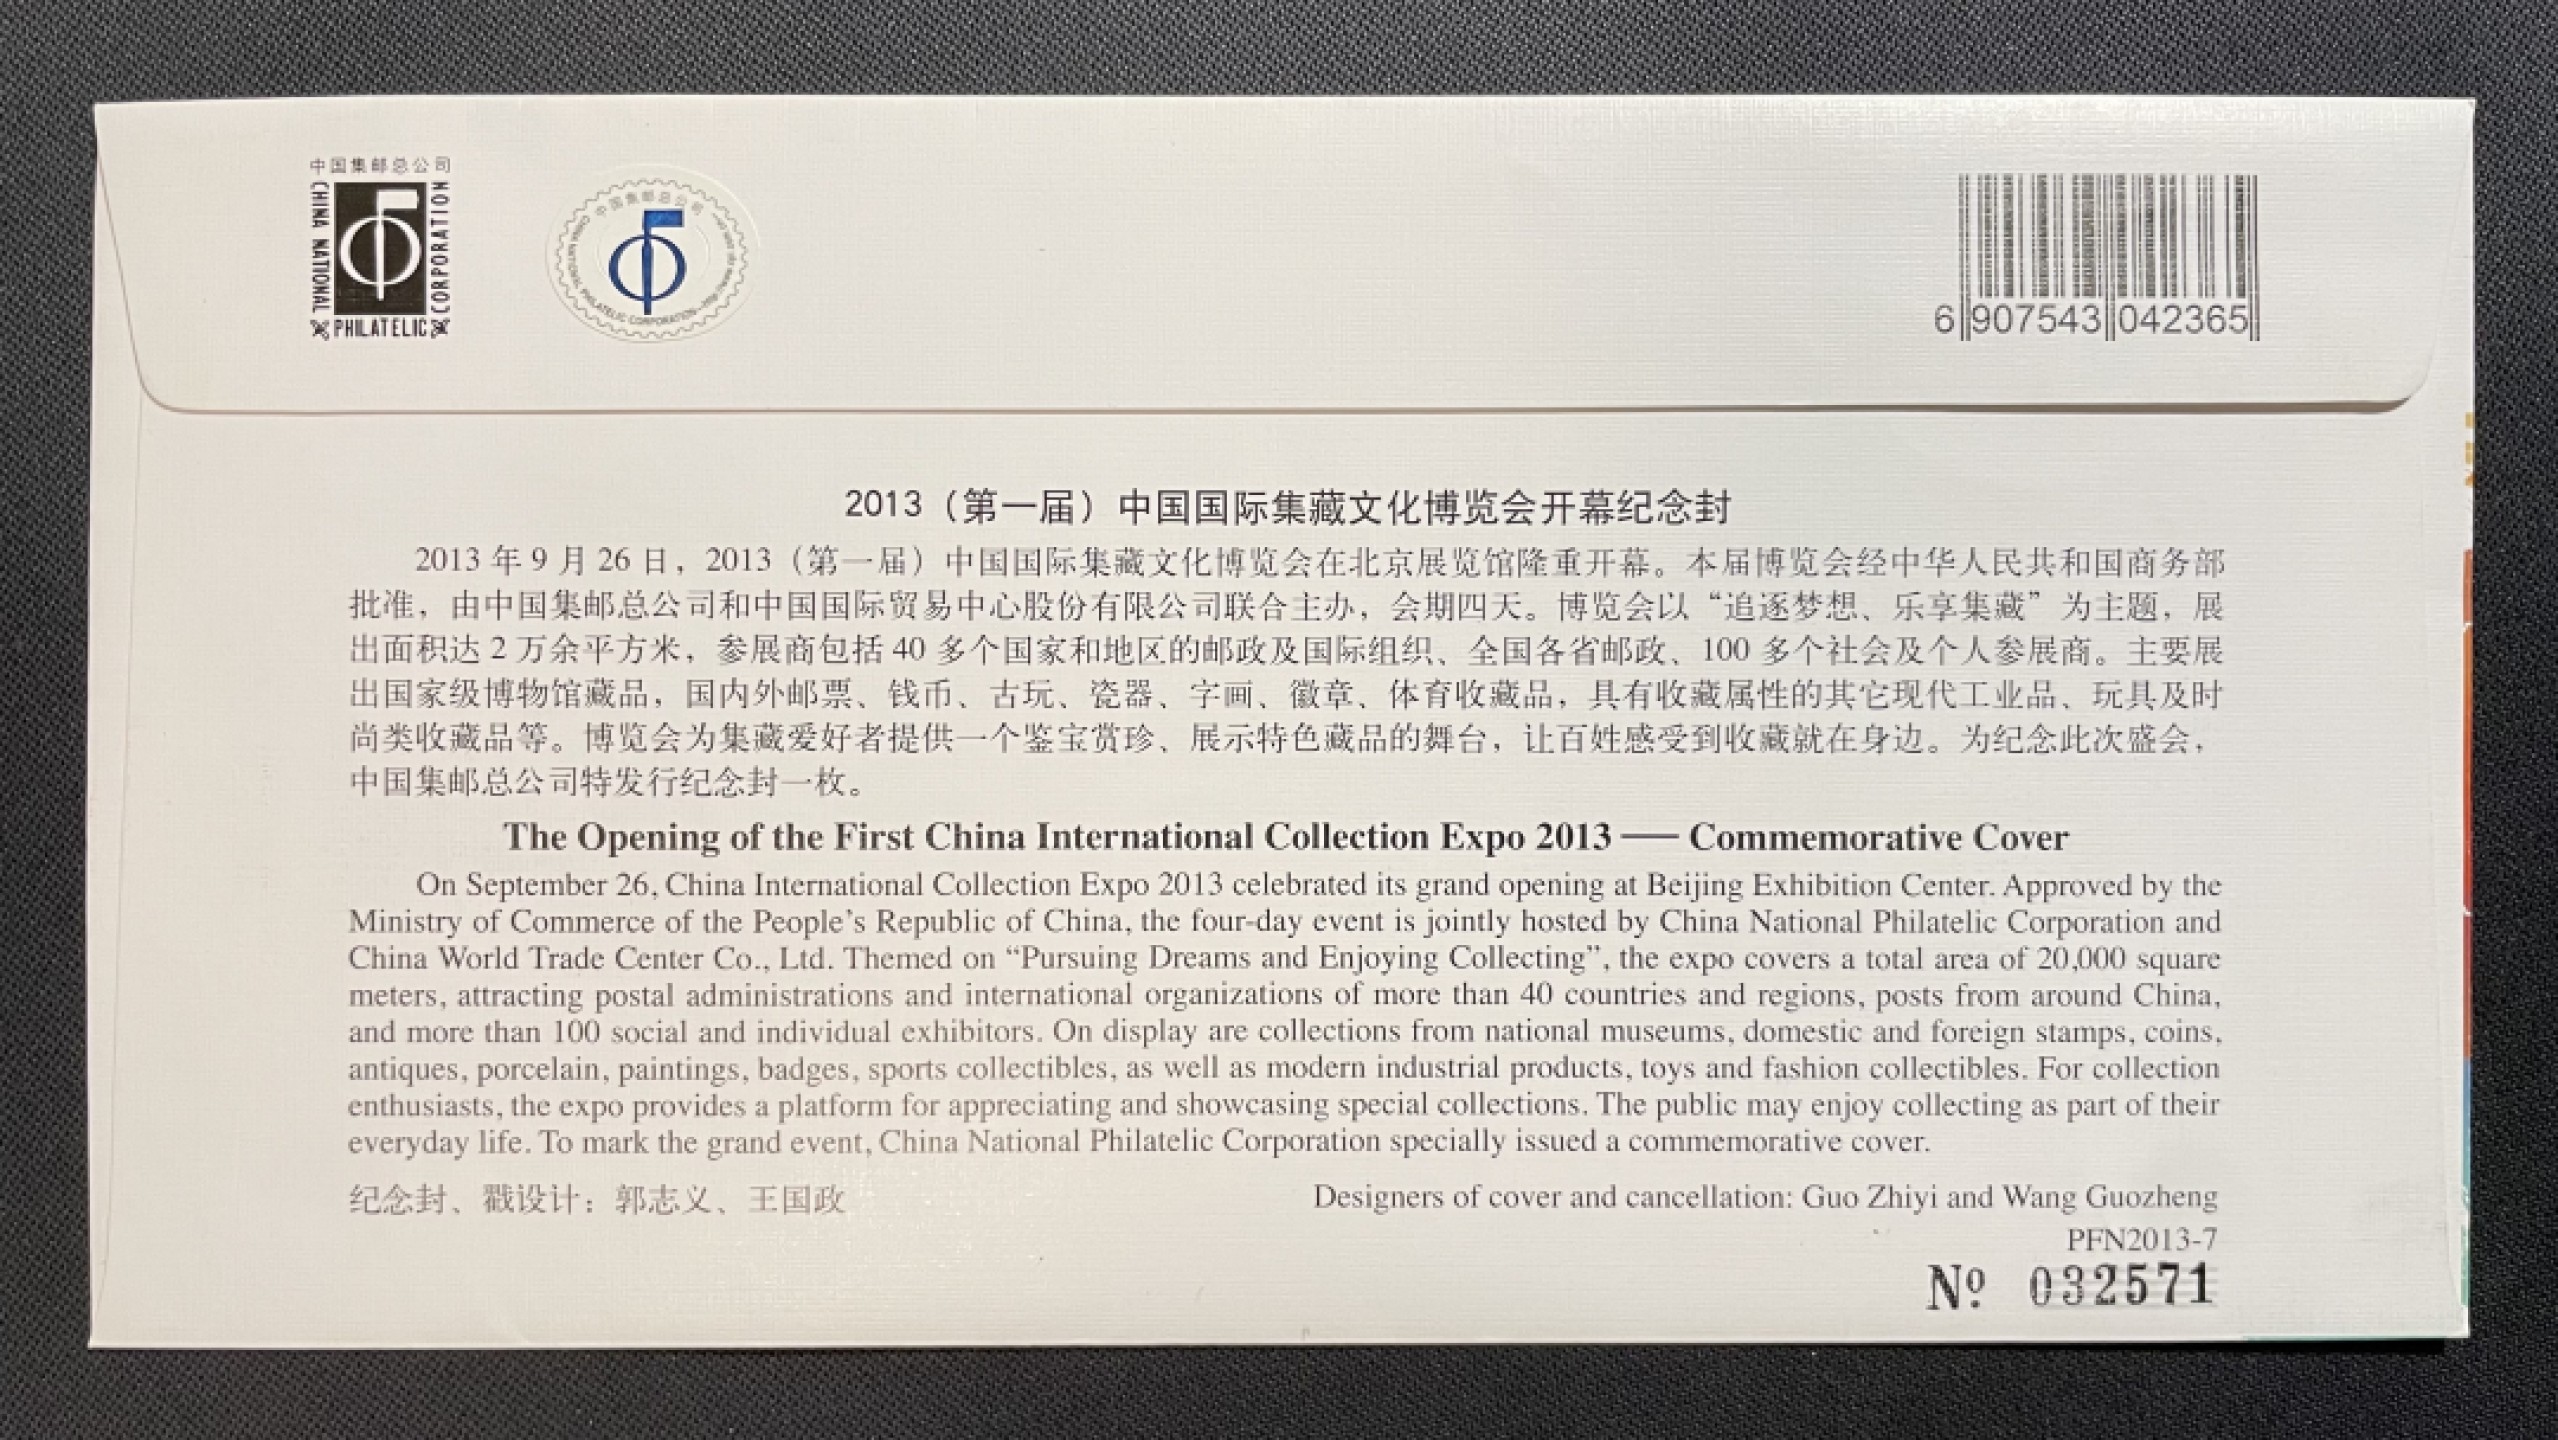 中国集邮总公司
CHINA NATIONAL
PHILATELIC
CORPORATION
中国集邮总公司
CHINA NATIONAL PHILATELIC CORPORATION
6 907543 042365
2013（第一届）中国国际集藏文化博览会开幕纪念封
2013 年 9 月 26 日，2013（第一届）中国国际集藏文化博览会在北京展览馆隆重开幕。本届博览会经中华人民共和国商务部
批准，由中国集邮总公司和中国国际贸易中心股份有限公司联合主办，会期四天。博览会以“追逐梦想、乐享集藏”为主题，展
出面积达 2 万余平方米，参展商包括 40 多个国家和地区的邮政及国际组织、全国各省邮政、100 多个社会及个人参展商。主要展
出国家级博物馆藏品，国内外邮票、钱币、古玩、瓷器、字画、徽章、体育收藏品，具有收藏属性的其它现代工业品、玩具及时
尚类收藏品等。博览会为集藏爱好者提供一个鉴宝赏珍、展示特色藏品的舞台，让百姓感受到收藏就在身边。为纪念此次盛会，
中国集邮总公司特发行纪念封一枚。
The Opening of the First China International Collection Expo 2013 —— Commemorative Cover
On September 26, China International Collection Expo 2013 celebrated its grand opening at Beijing Exhibition Center. Approved by the
Ministry of Commerce of the People’s Republic of China, the four-day event is jointly hosted by China National Philatelic Corporation and
China World Trade Center Co., Ltd. Themed on “Pursuing Dreams and Enjoying Collecting”, the expo covers a total area of 20,000 square
meters, attracting postal administrations and international organizations of more than 40 countries and regions, posts from around China,
and more than 100 social and individual exhibitors. On display are collections from national museums, domestic and foreign stamps, coins,
antiques, porcelain, paintings, badges, sports collectibles, as well as modern industrial products, toys and fashion collectibles. For collection
enthusiasts, the expo provides a platform for appreciating and showcasing special collections. The public may enjoy collecting as part of their
everyday life. To mark the grand event, China National Philatelic Corporation specially issued a commemorative cover.
纪念封、戳设计：郭志义、王国政
Designers of cover and cancellation: Guo Zhiyi and Wang Guozheng
PFN2013-7
Nº 032571